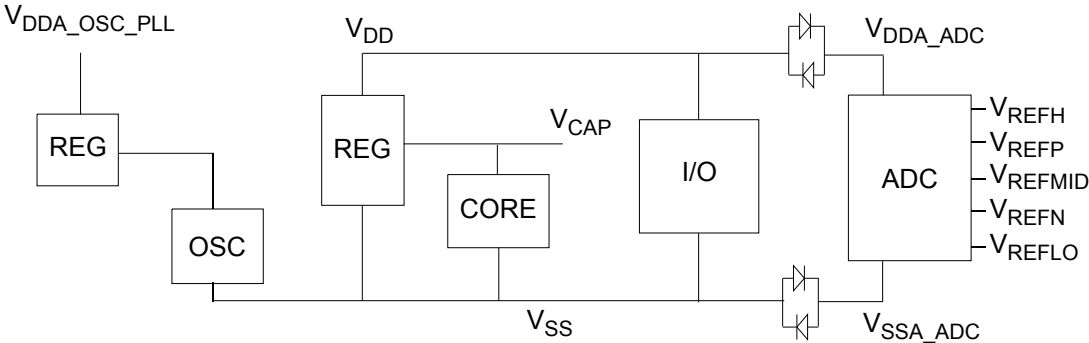 VDDA_OSC_PLL
VDD
VDDA_ADC
REG
REG
VCAP
I/O
ADC
VREFH
VREFP
VREFMID
VREFN
VREFLO
CORE
OSC
VSS
VSSA_ADC